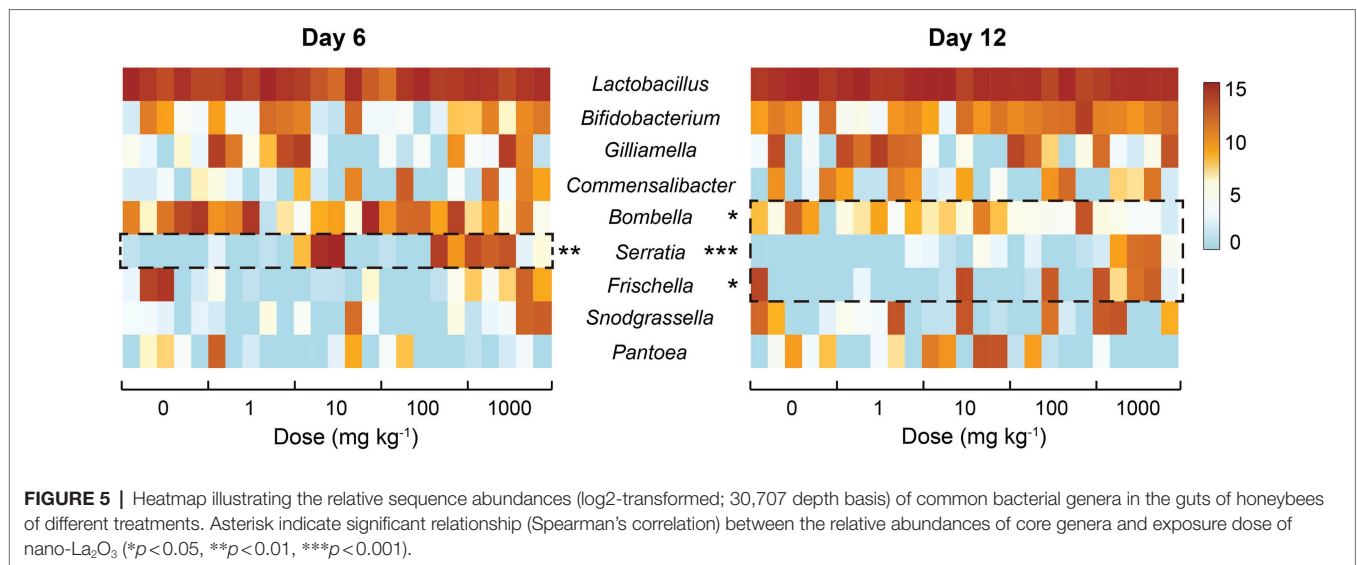 Day 6
Day 12
Lactobacillus
Bifidobacterium
Gilliamella
Commensalibacter
Bombella *
** Serratia ***
Frischella *
Snodgrassella
Pantoea
15
10
5
0
0 1 10 100 1000
Dose (mg kg⁻¹)
0 1 10 100 1000
Dose (mg kg⁻¹)
FIGURE 5 | Heatmap illustrating the relative sequence abundances (log2-transformed; 30,707 depth basis) of common bacterial genera in the guts of honeybees
of different treatments. Asterisk indicate significant relationship (Spearman's correlation) between the relative abundances of core genera and exposure dose of
nano-La₂O₃ (*p<0.05, **p<0.01, ***p<0.001).